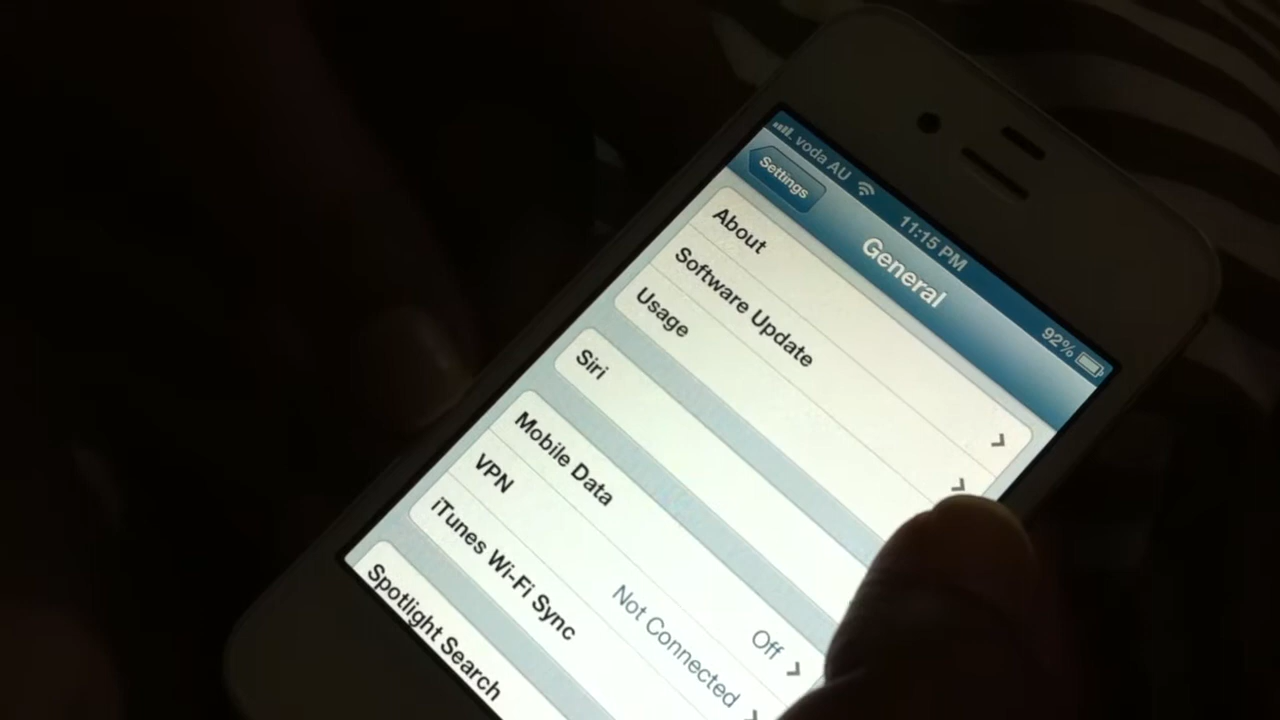 voda AU 11:15 PM 92%
Settings General
About
Software Update
Usage
Siri
Mobile Data
VPN Off
iTunes Wi-Fi Sync Not Connected
Spotlight Search